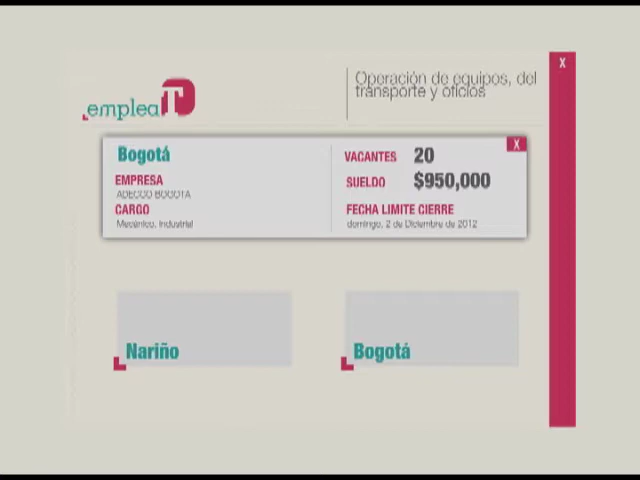 empleaT
Operación de equipos, del
transporte y oficios
X
X
Bogotá
EMPRESA
ADECCO BOGOTA
CARGO
Mecánico, Industrial
VACANTES 20
SUELDO $950,000
FECHA LIMITE CIERRE
domingo, 2 de Diciembre de 2012
Nariño
Bogotá